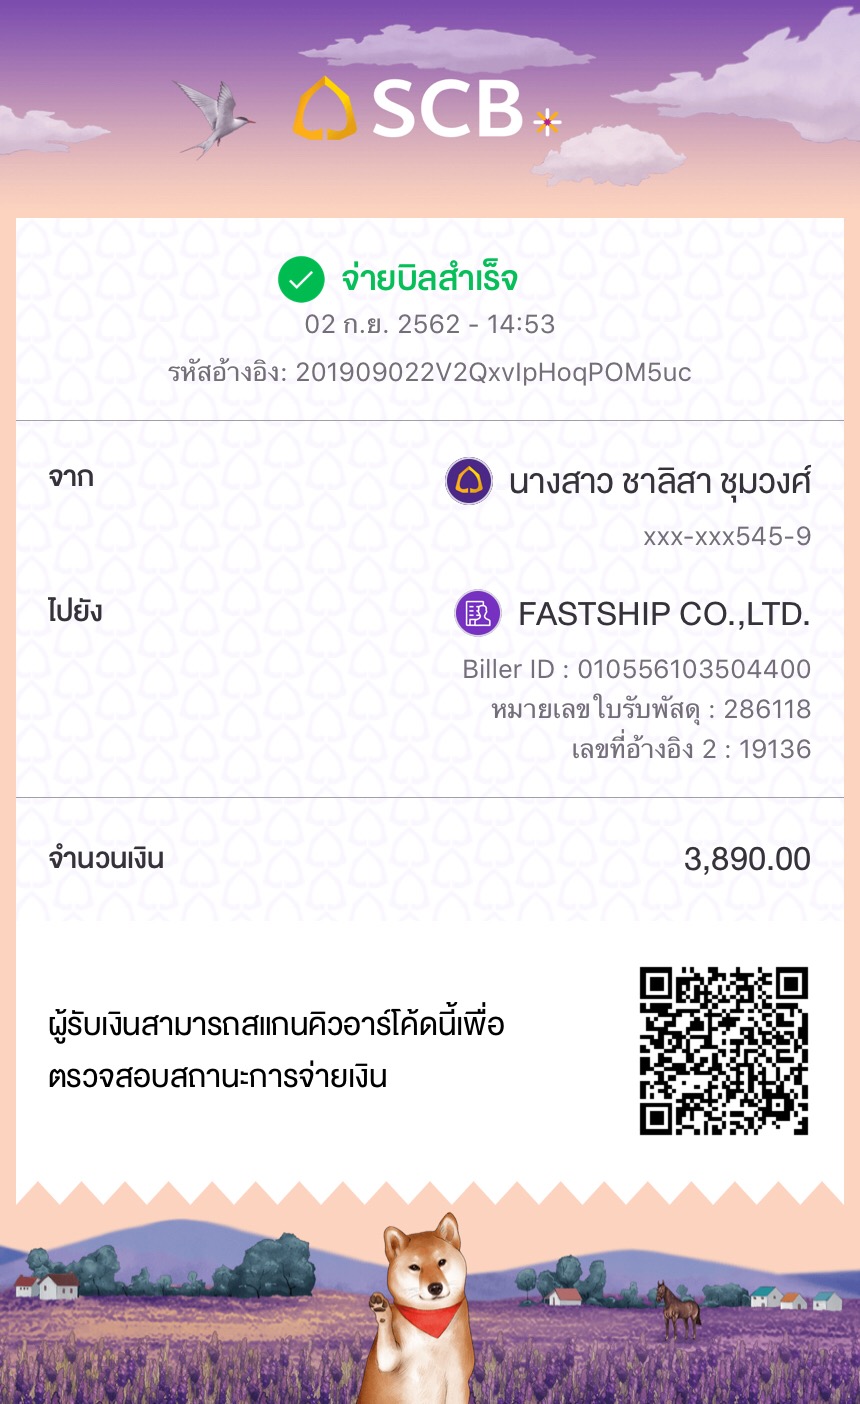 SCB
จ่ายบิลสำเร็จ
02 ก.ย. 2562 - 14:53
รหัสอ้างอิง: 201909022V2QxvIpHoqPOM5uc
จาก
นางสาว ชาลิสา ชุมวงศ์
xxx-xxx545-9
ไปยัง
FASTSHIP CO.,LTD.
Biller ID : 010556103504400
หมายเลขใบรับพัสดุ : 286118
เลขที่อ้างอิง 2 : 19136
จำนวนเงิน 3,890.00
ผู้รับเงินสามารถสแกนคิวอาร์โค้ดนี้เพื่อ
ตรวจสอบสถานะการจ่ายเงิน